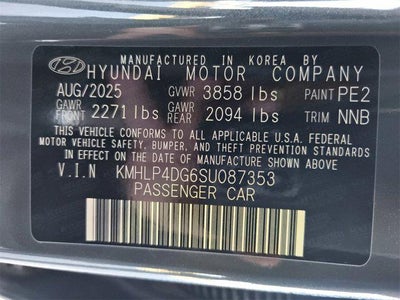 MANUFACTURED IN KOREA BY
HYUNDAI MOTOR COMPANY
AUG/2025 GVWR 3858 lbs PAINT PE2
GAWR FRONT 2271 lbs GAWR REAR 2094 lbs TRIM NNB
THIS VEHICLE CONFORMS TO ALL APPLICABLE U.S.A. FEDERAL
MOTOR VEHICLE SAFETY, BUMPER, AND THEFT PREVENTION STANDARDS
IN EFFECT ON THE DATE OF MANUFACTURE SHOWN ABOVE.
V.I.N KMHLP4DG6SU087353
PASSENGER CAR